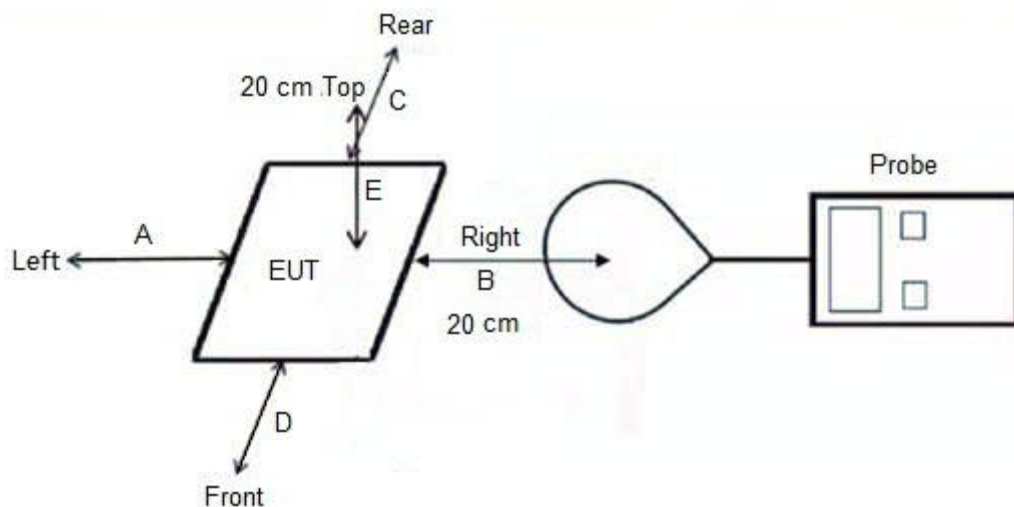 Rear
20 cm .Top
C
Probe
E
A
Right
Left
EUT
B
20 cm
D
Front